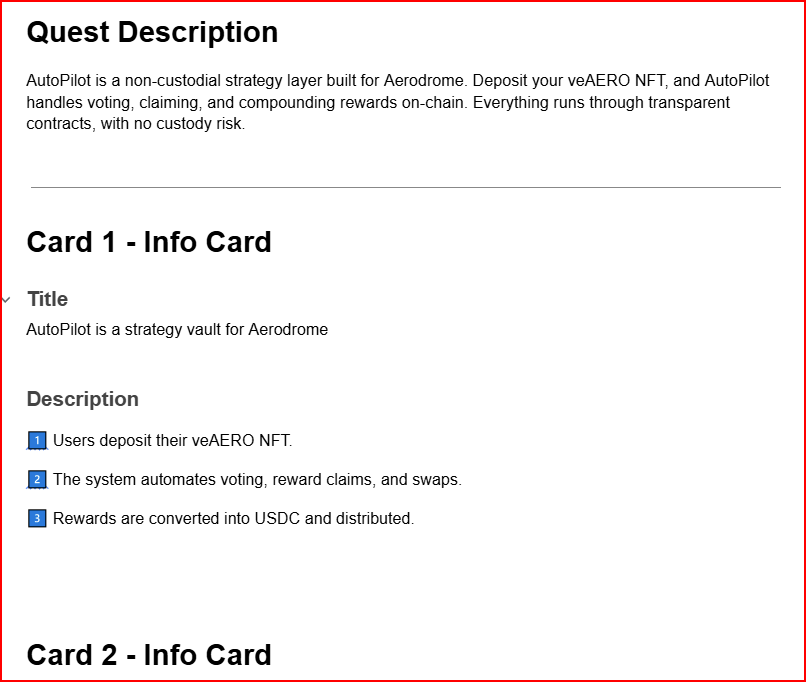 Quest Description
AutoPilot is a non-custodial strategy layer built for Aerodrome. Deposit your veAERO NFT, and AutoPilot
handles voting, claiming, and compounding rewards on-chain. Everything runs through transparent
contracts, with no custody risk.
Card 1 - Info Card
Title
AutoPilot is a strategy vault for Aerodrome
Description
1 Users deposit their veAERO NFT.
2 The system automates voting, reward claims, and swaps.
3 Rewards are converted into USDC and distributed.
Card 2 - Info Card